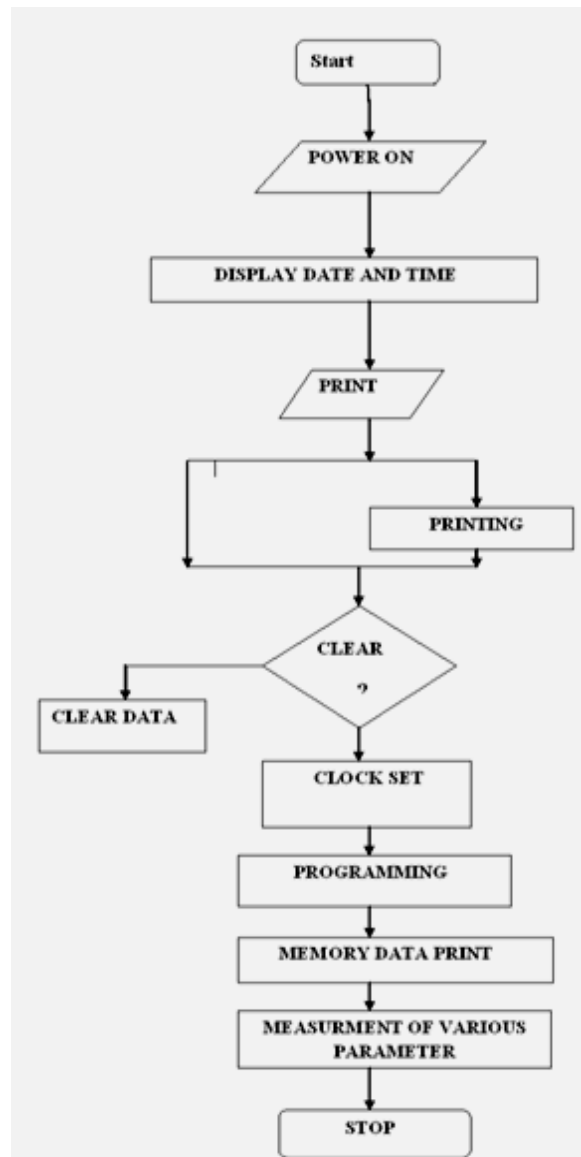 Start
POWER ON
DISPLAY DATE AND TIME
PRINT
PRINTING
CLEAR
?
CLEAR DATA
CLOCK SET
PROGRAMMING
MEMORY DATA PRINT
MEASURMENT OF VARIOUS
PARAMETER
STOP